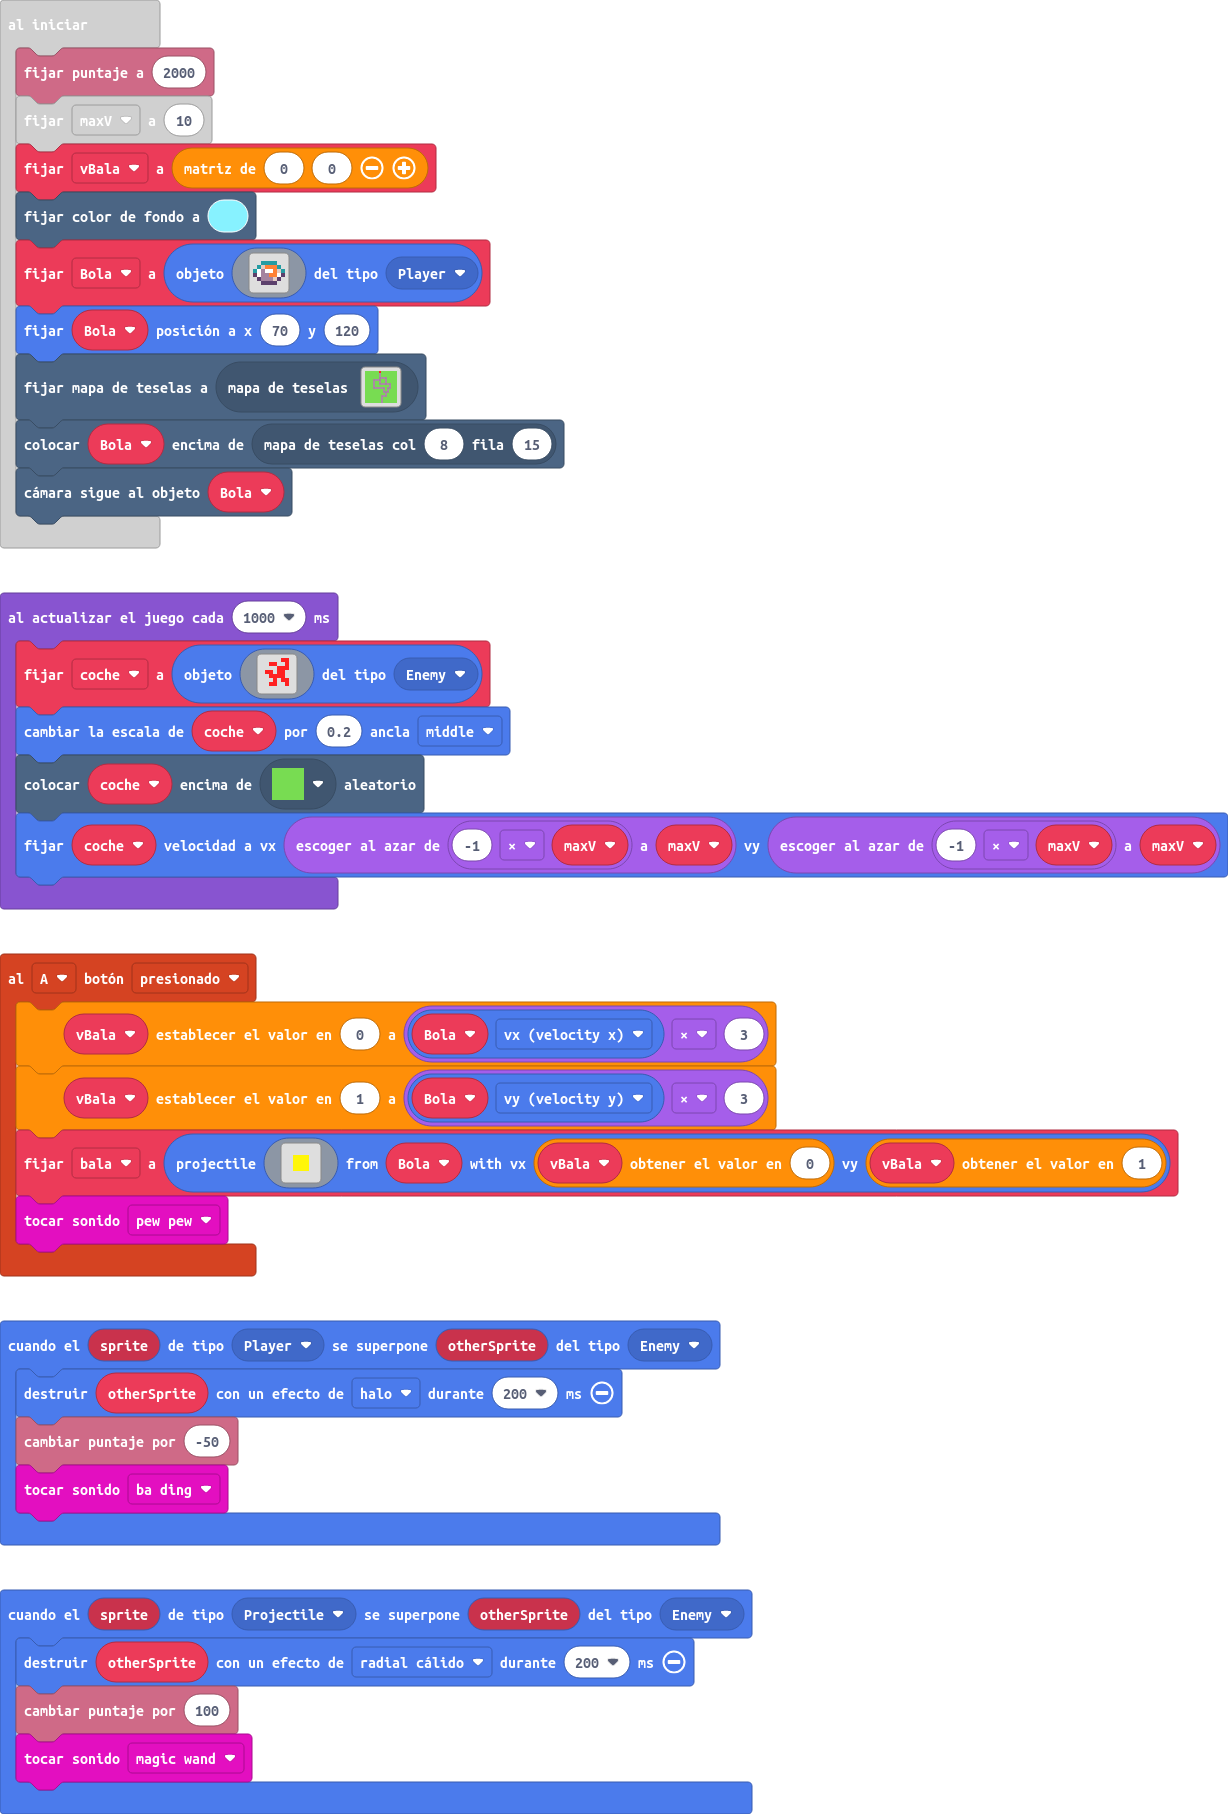 al iniciar
fijar puntaje a 2000
fijar maxV a 10
fijar vBala a matriz de 0 0
fijar color de fondo a
fijar Bola a objeto del tipo Player
fijar Bola posición a x 70 y 120
fijar mapa de teselas a mapa de teselas
colocar Bola encima de mapa de teselas col 8 fila 15
cámara sigue al objeto Bola
al actualizar el juego cada 1000 ms
fijar coche a objeto del tipo Enemy
cambiar la escala de coche por 0.2 ancla middle
colocar coche encima de aleatorio
fijar coche velocidad a vx escoger al azar de -1 × maxV a maxV vy escoger al azar de -1 × maxV a maxV
al A botón presionado
vBala establecer el valor en 0 a Bola vx (velocity x) × 3
vBala establecer el valor en 1 a Bola vy (velocity y) × 3
fijar bala a projectile from Bola with vx vBala obtener el valor en 0 vy vBala obtener el valor en 1
tocar sonido pew pew
cuando el sprite de tipo Player se superpone otherSprite del tipo Enemy
destruir otherSprite con un efecto de halo durante 200 ms
cambiar puntaje por -50
tocar sonido ba ding
cuando el sprite de tipo Projectile se superpone otherSprite del tipo Enemy
destruir otherSprite con un efecto de radial cálido durante 200 ms
cambiar puntaje por 100
tocar sonido magic wand